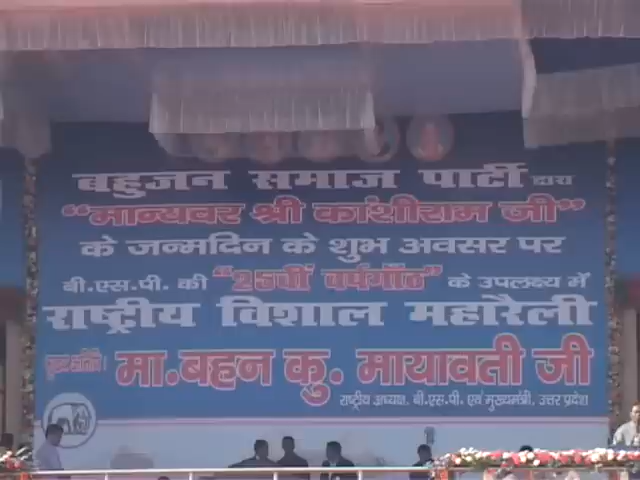 बहुजन समाज पार्टी द्वारा
“मान्यवर श्री कांशीराम जी”
के जन्मदिन के शुभ अवसर पर
बी.एस.पी. की “25वीं वर्षगाँठ” के उपलक्ष्य में
राष्ट्रीय विशाल महारैली
मुख्य अतिथि : मा.बहन कु. मायावती जी
राष्ट्रीय अध्यक्ष, बी.एस.पी. एवं मुख्यमंत्री, उत्तर प्रदेश